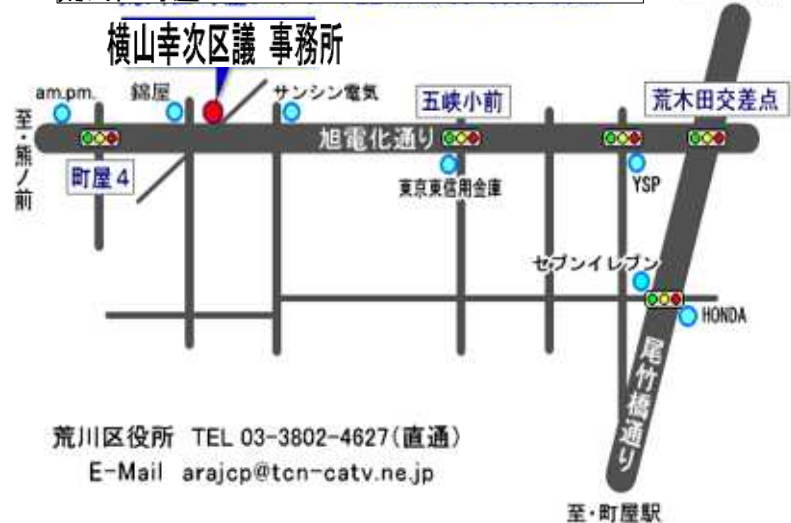 横山幸次区議 事務所
am.pm.
錦屋
サンシン電気
五峡小前
荒木田交差点
至・熊ノ前
旭電化通り
町屋4
東京東信用金庫
YSP
セブンイレブン
HONDA
尾竹橋通り
荒川区役所 TEL 03-3802-4627(直通)
E-Mail arajcp@tcn-catv.ne.jp
至・町屋駅